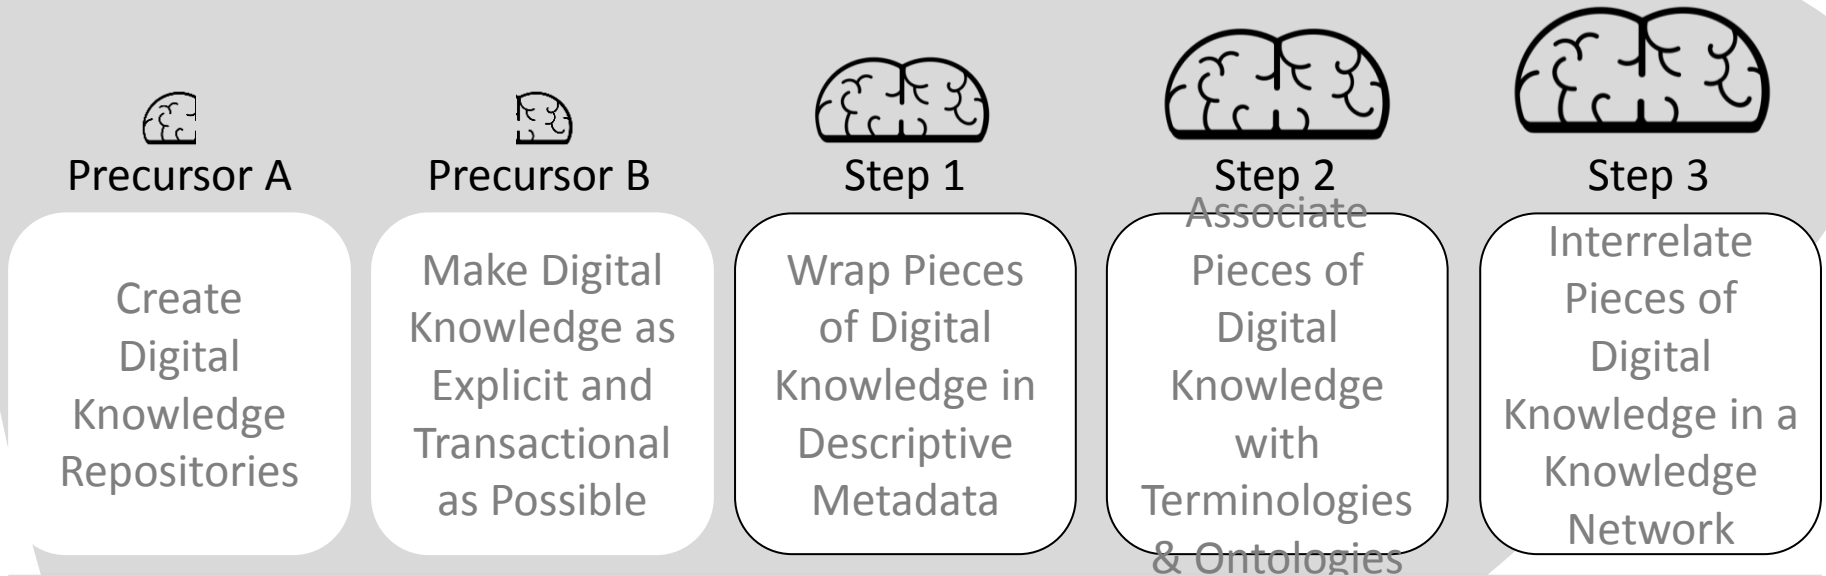 Precursor A
Create
Digital
Knowledge
Repositories
Precursor B
Make Digital
Knowledge as
Explicit and
Transactional
as Possible
Step 1
Wrap Pieces
of Digital
Knowledge in
Descriptive
Metadata
Step 2
Associate
Pieces of
Digital
Knowledge
with
Terminologies
& Ontologies
Step 3
Interrelate
Pieces of
Digital
Knowledge in a
Knowledge
Network